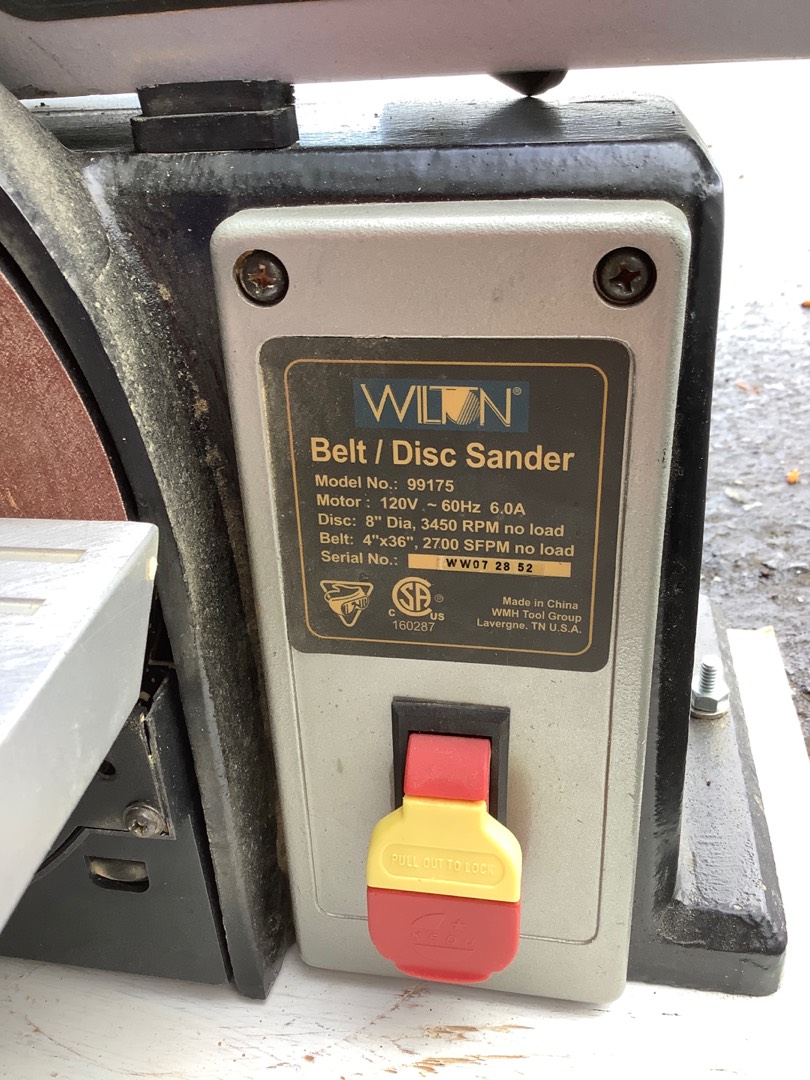 WILTON®
Belt / Disc Sander
Model No.: 99175
Motor : 120V ~ 60Hz 6.0A
Disc: 8" Dia, 3450 RPM no load
Belt: 4"x36", 2700 SFPM no load
Serial No.: WW07 28 52
C SA US ®
160287
Made in China
WMH Tool Group
Lavergne. TN U.S.A.
PULL OUT TO LOCK